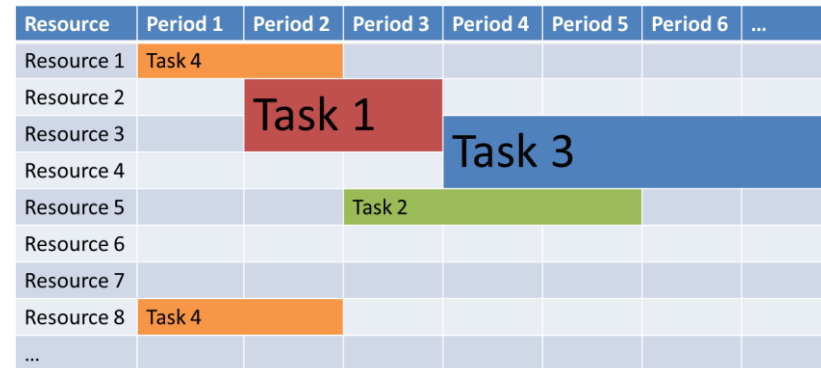 Resource Period 1 Period 2 Period 3 Period 4 Period 5 Period 6 ...
Resource 1 Task 4
Resource 2
Task 1
Resource 3
Task 3
Resource 4
Resource 5 Task 2
Resource 6
Resource 7
Resource 8 Task 4
...